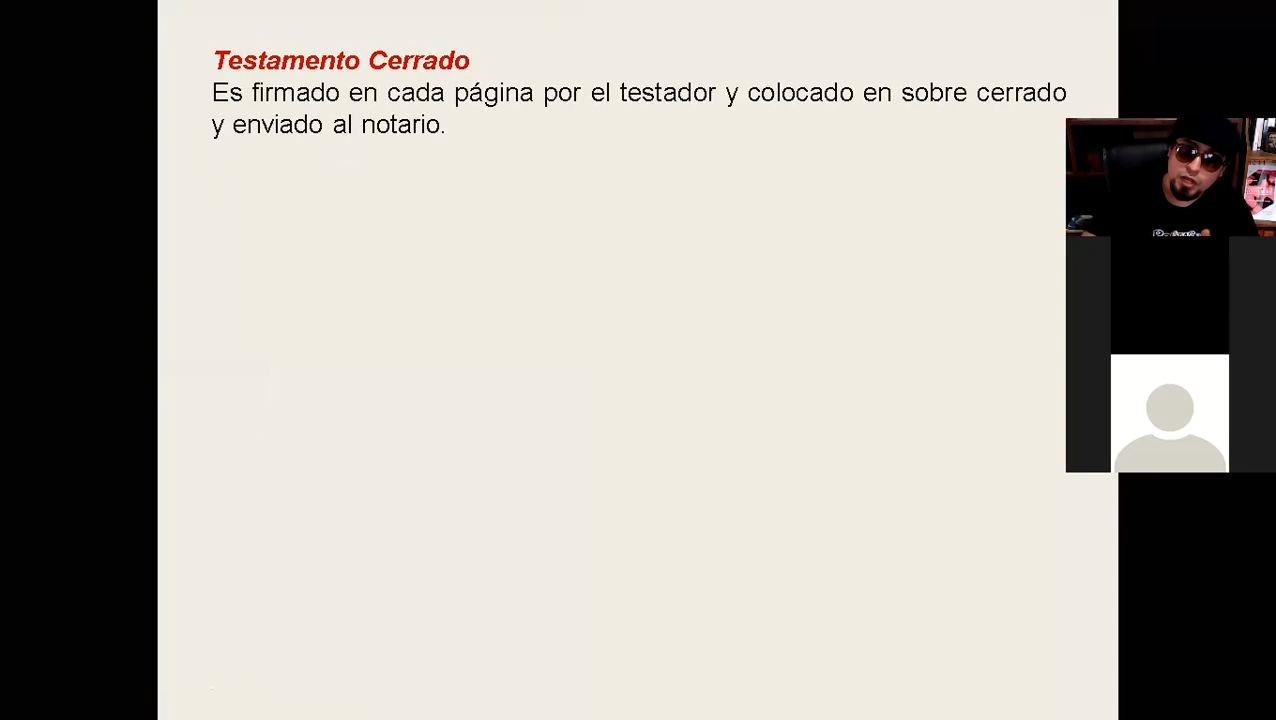 Testamento Cerrado
Es firmado en cada página por el testador y colocado en sobre cerrado
y enviado al notario.